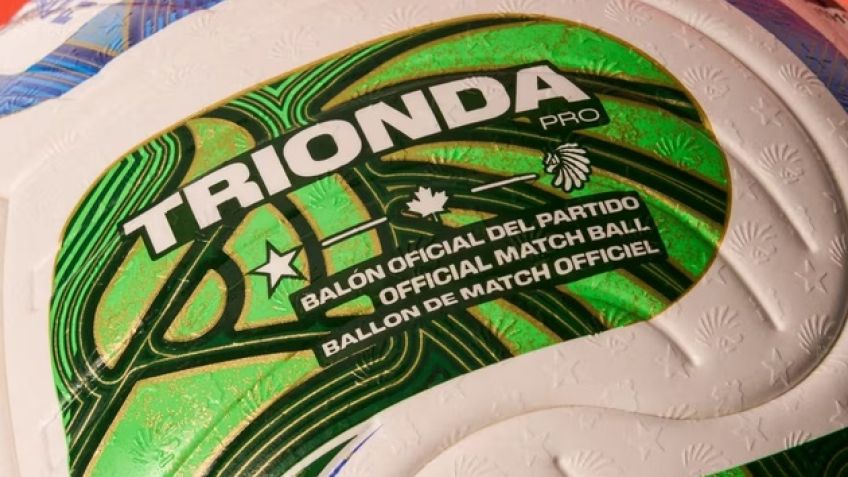 TRIONDA
PRO
BALÓN OFICIAL DEL PARTIDO
OFFICIAL MATCH BALL
BALLON DE MATCH OFFICIEL